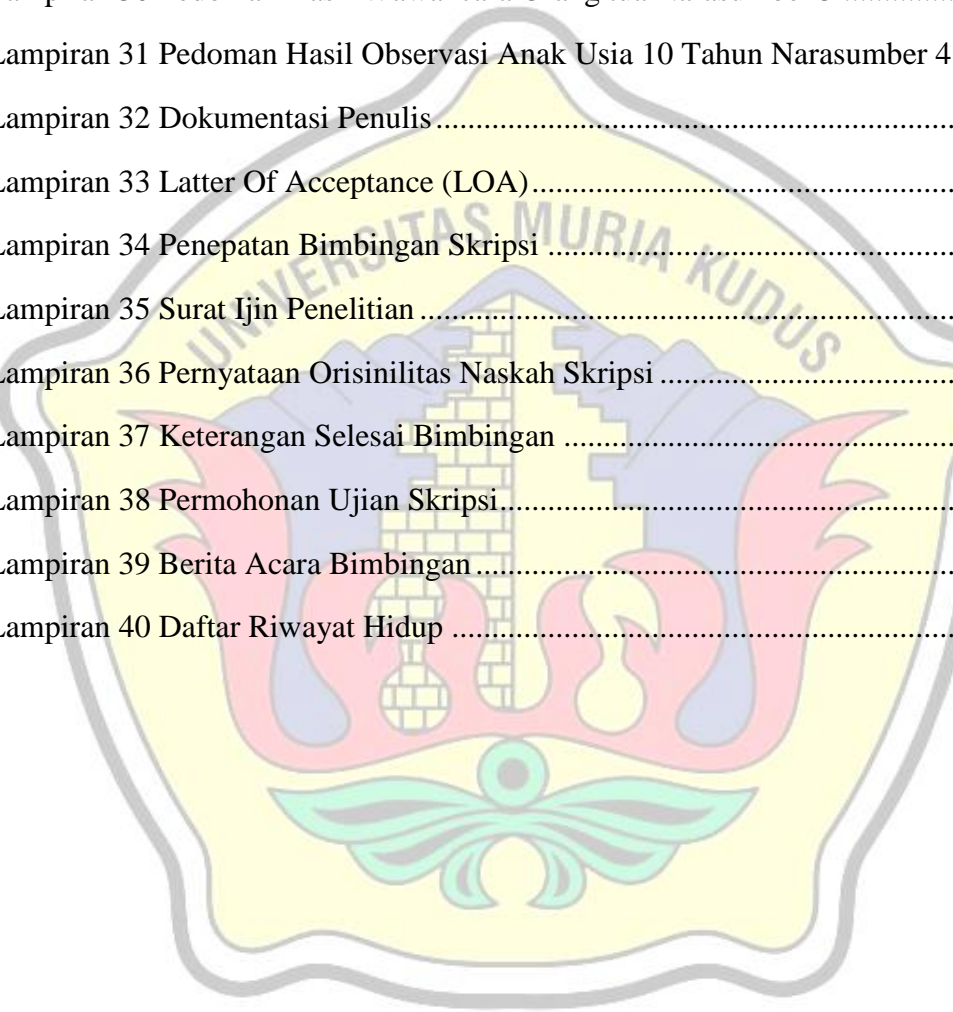 Lampiran 31 Pedoman Hasil Observasi Anak Usia 10 Tahun Narasumber 4
Lampiran 32 Dokumentasi Penulis
Lampiran 33 Latter Of Acceptance (LOA)
Lampiran 34 Penepatan Bimbingan Skripsi
Lampiran 35 Surat Ijin Penelitian
Lampiran 36 Pernyataan Orisinilitas Naskah Skripsi
Lampiran 37 Keterangan Selesai Bimbingan
Lampiran 38 Permohonan Ujian Skripsi
Lampiran 39 Berita Acara Bimbingan
Lampiran 40 Daftar Riwayat Hidup
UNIVERSITAS MURIA KUDUS